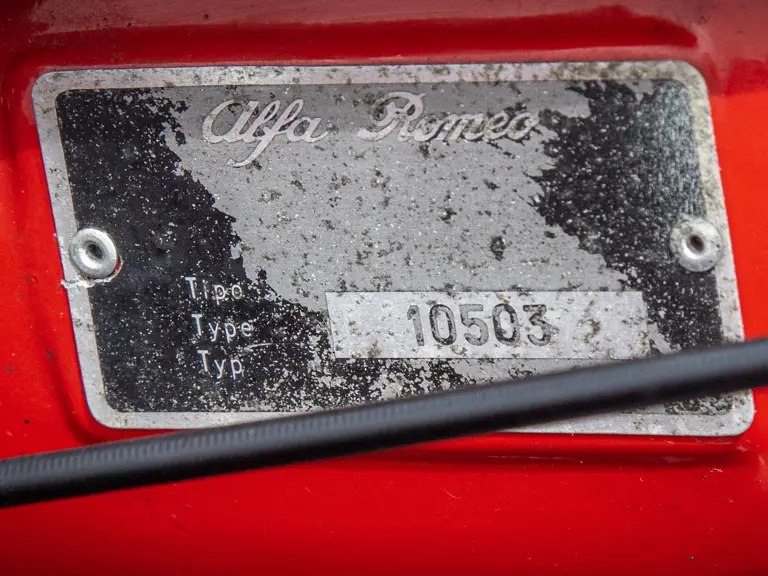 Alfa Romeo
Tipo
Type 10503
Typ